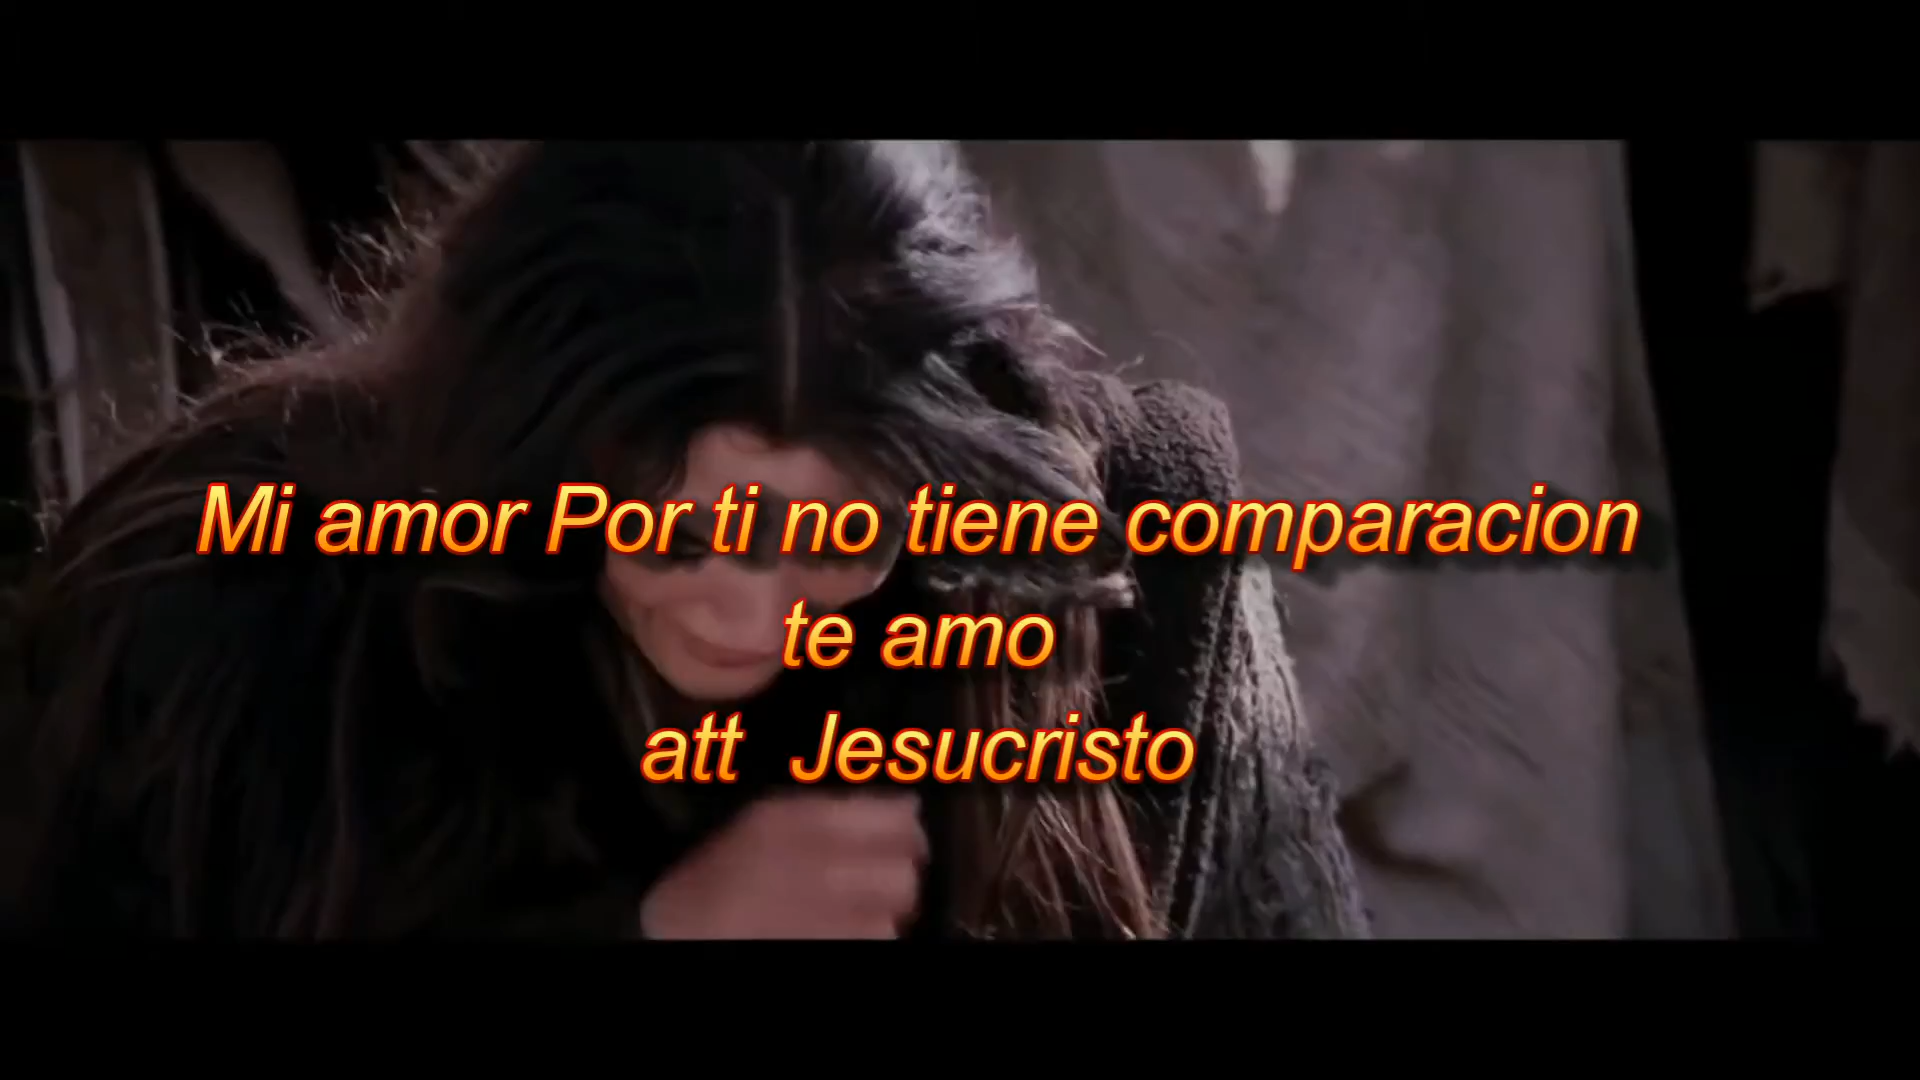 Mi amor Por ti no tiene comparacion
te amo
att  Jesucristo